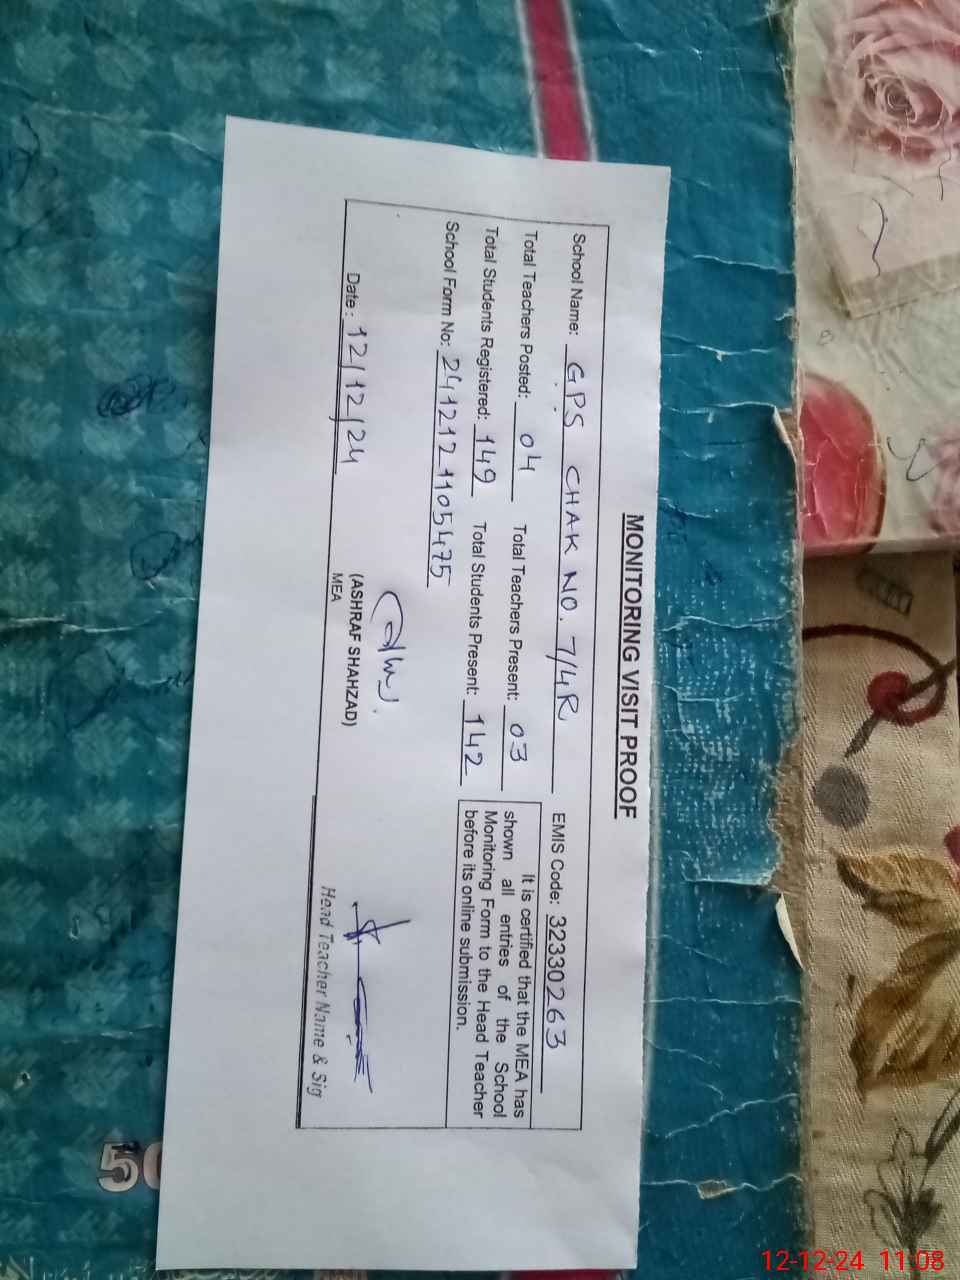 MONITORING VISIT PROOF
School Name: GPS CHAK NO. 7/4R EMIS Code: 32330263
Total Teachers Posted: 04 Total Teachers Present: 03
Total Students Registered: 149 Total Students Present: 142
School Form No: 2412121105475
It is certified that the MEA has
shown all entries of the School
Monitoring Form to the Head Teacher
before its online submission.
Date: 12/12/24
(ASHRAF SHAHZAD)
MEA
Head Teacher Name & Sig
50
12-12-24 11:08